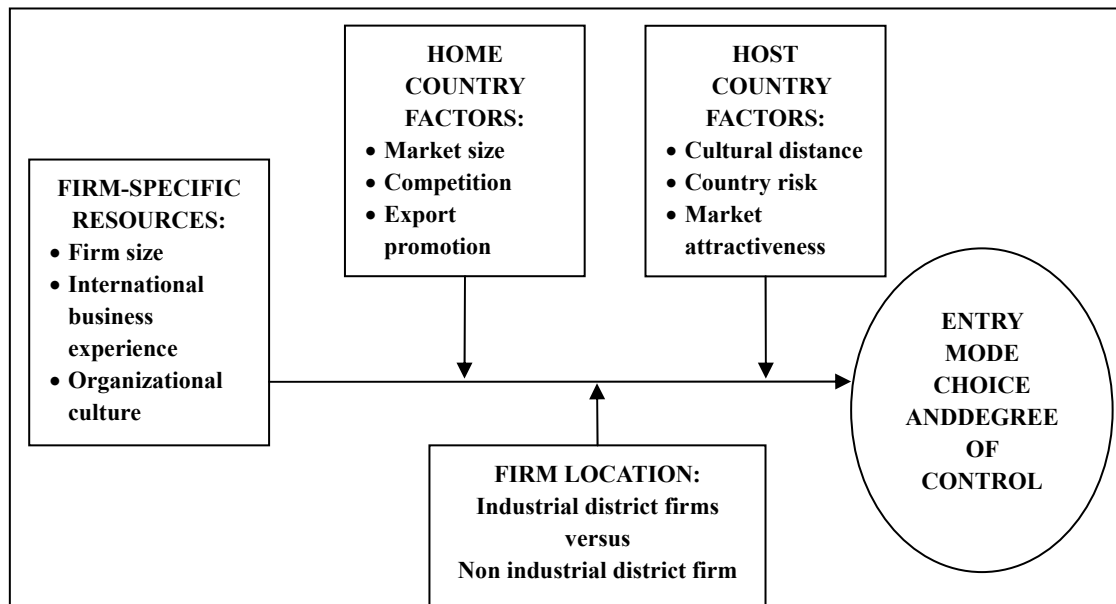 FIRM-SPECIFIC
RESOURCES:
• Firm size
• International
business
experience
• Organizational
culture
HOME
COUNTRY
FACTORS:
• Market size
• Competition
• Export
promotion
HOST
COUNTRY
FACTORS:
• Cultural distance
• Country risk
• Market
attractiveness
FIRM LOCATION:
Industrial district firms
versus
Non industrial district firm
ENTRY
MODE
CHOICE
ANDDEGREE
OF
CONTROL